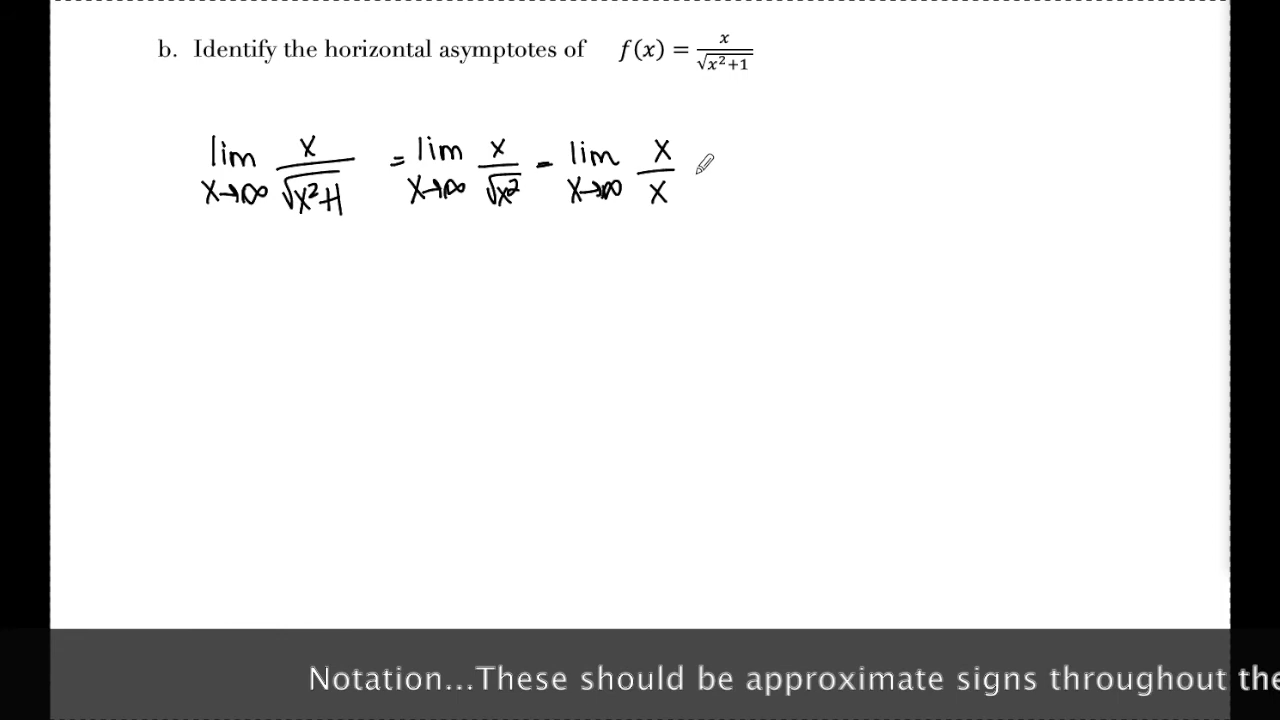 b. Identify the horizontal asymptotes of f(x) = x/√(x²+1)
lim x→∞ x/√(x²+1) = lim x→∞ x/√(x²) = lim x→∞ x/x
Notation...These should be approximate signs throughout the